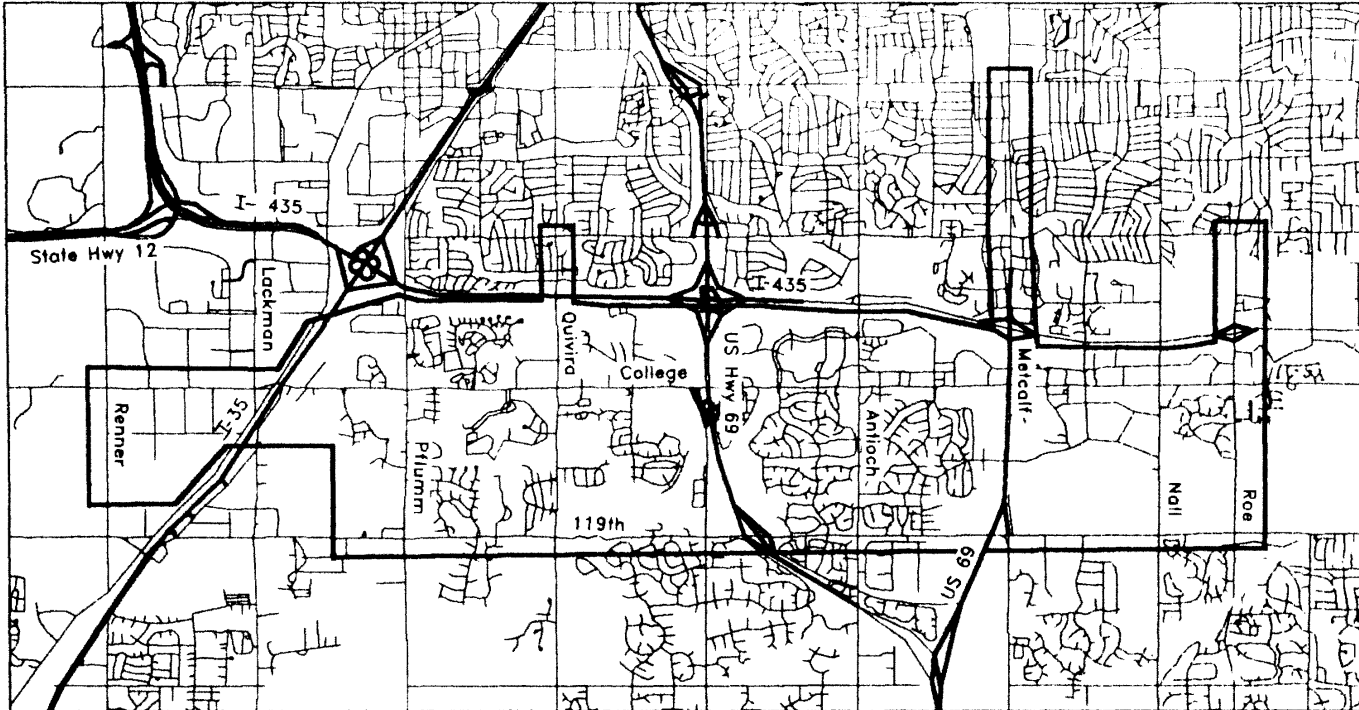 I-435
State Hwy 12
Lackman
I-435
Quivira
US Hwy 69
College
Metcalf
I-35
Renner
Pflumm
Antioch
Nall
Roe
119th
US 69